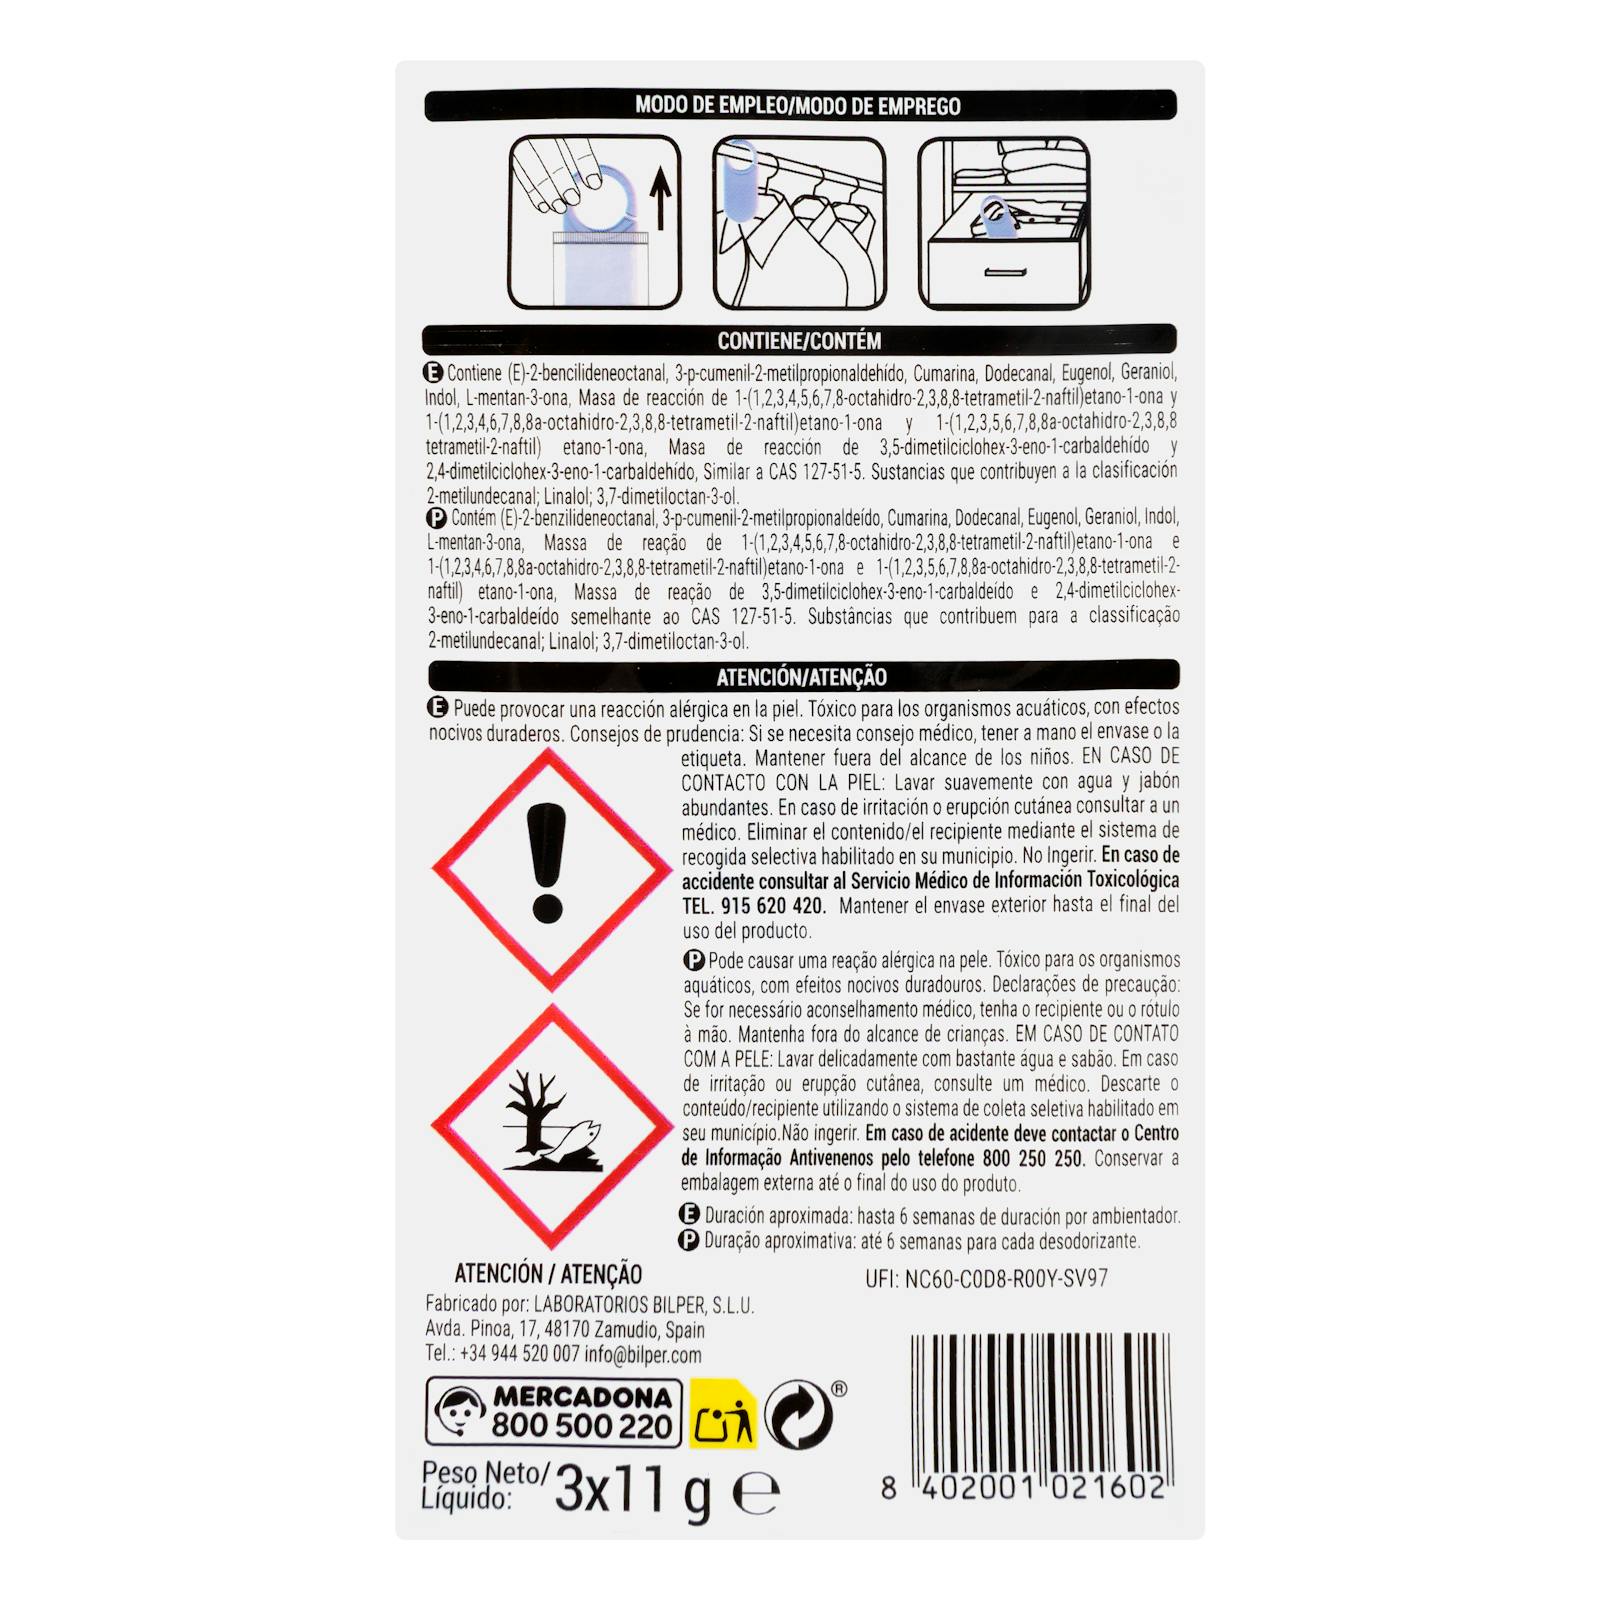 MODO DE EMPLEO/MODO DE EMPREGO
CONTIENE/CONTÉM
E Contiene (E)-2-bencilideneoctanal, 3-p-cumenil-2-metilpropionaldehído, Cumarina, Dodecanal, Eugenol, Geraniol,
Indol, L-mentan-3-ona, Masa de reacción de 1-(1,2,3,4,5,6,7,8-octahidro-2,3,8,8-tetrametil-2-naftil)etano-1-ona y
1-(1,2,3,4,6,7,8,8a-octahidro-2,3,8,8-tetrametil-2-naftil)etano-1-ona y 1-(1,2,3,5,6,7,8,8a-octahidro-2,3,8,8
tetrametil-2-naftil) etano-1-ona, Masa de reacción de 3,5-dimetilciclohex-3-eno-1-carbaldehído y
2,4-dimetilciclohex-3-eno-1-carbaldehído, Similar a CAS 127-51-5. Sustancias que contribuyen a la clasificación
2-metilundecanal; Linalol; 3,7-dimetiloctan-3-ol.
P Contém (E)-2-benzilideneoctanal, 3-p-cumenil-2-metilpropionaldeído, Cumarina, Dodecanal, Eugenol, Geraniol, Indol,
L-mentan-3-ona, Massa de reação de 1-(1,2,3,4,5,6,7,8-octahidro-2,3,8,8-tetrametil-2-naftil)etano-1-ona e
1-(1,2,3,4,6,7,8,8a-octahidro-2,3,8,8-tetrametil-2-naftil)etano-1-ona e 1-(1,2,3,5,6,7,8,8a-octahidro-2,3,8,8-tetrametil-2-
naftil) etano-1-ona, Massa de reação de 3,5-dimetilciclohex-3-eno-1-carbaldeído e 2,4-dimetilciclohex-
3-eno-1-carbaldeído semelhante ao CAS 127-51-5. Substâncias que contribuem para a classificação
2-metilundecanal; Linalol; 3,7-dimetiloctan-3-ol.
ATENCIÓN/ATENÇÃO
E Puede provocar una reacción alérgica en la piel. Tóxico para los organismos acuáticos, con efectos
nocivos duraderos. Consejos de prudencia: Si se necesita consejo médico, tener a mano el envase o la
etiqueta. Mantener fuera del alcance de los niños. EN CASO DE
CONTACTO CON LA PIEL: Lavar suavemente con agua y jabón
abundantes. En caso de irritación o erupción cutánea consultar a un
médico. Eliminar el contenido/el recipiente mediante el sistema de
recogida selectiva habilitado en su municipio. No Ingerir. En caso de
accidente consultar al Servicio Médico de Información Toxicológica
TEL. 915 620 420. Mantener el envase exterior hasta el final del
uso del producto.
P Pode causar uma reação alérgica na pele. Tóxico para os organismos
aquáticos, com efeitos nocivos duradouros. Declarações de precaução:
Se for necessário aconselhamento médico, tenha o recipiente ou o rótulo
à mão. Mantenha fora do alcance de crianças. EM CASO DE CONTATO
COM A PELE: Lavar delicadamente com bastante água e sabão. Em caso
de irritação ou erupção cutánea, consulte um médico. Descarte o
conteúdo/recipiente utilizando o sistema de coleta seletiva habilitado em
seu município.Não ingerir. Em caso de acidente deve contactar o Centro
de Informação Antivenenos pelo telefone 800 250 250. Conservar a
embalagem externa até o final do uso do produto.
E Duración aproximada: hasta 6 semanas de duración por ambientador.
P Duração aproximativa: até 6 semanas para cada desodorizante.
ATENCIÓN / ATENÇÃO
UFI: NC60-C0D8-R00Y-SV97
Fabricado por: LABORATORIOS BILPER, S.L.U.
Avda. Pinoa, 17, 48170 Zamudio, Spain
Tel.: +34 944 520 007 info@bilper.com
MERCADONA
800 500 220
®
Peso Neto/
Líquido: 3x11 g e
8 402001 021602